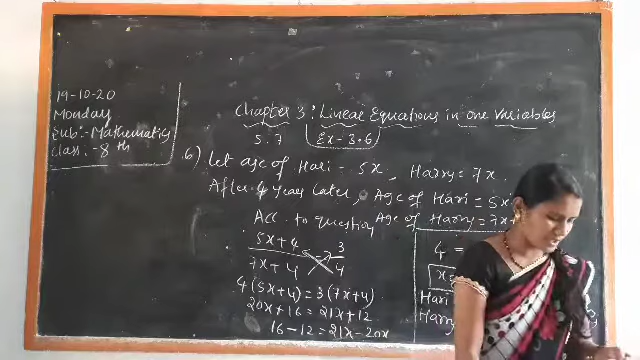 19-10-20
Monday
Sub:-Mathematics
Class:-8th
Chapter 3: Linear Equations in one variables
5:7
Ex-3.6
6) Let age of Hari - 5x, Harry = 7x.
After 4 years later, Age of Hari = 5x
Age of Harry = 7x
Acc. to question
5x+4 / 7x+4 3/4
4(5x+4) = 3(7x+4)
20x+16 = 21x+12
16-12 = 21x-20x
4 =
Hari
Harry